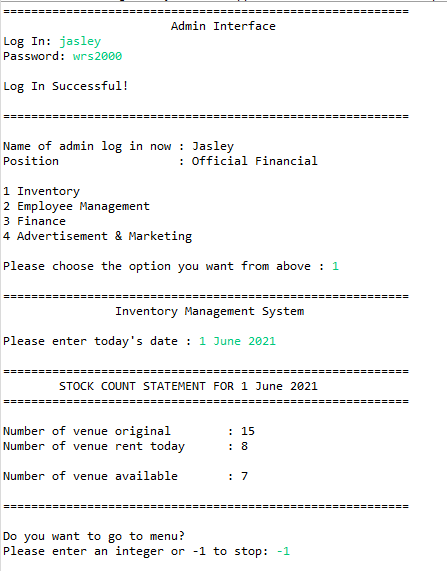 ==========================================================
Admin Interface
Log In: jasley
Password: wrs2000
Log In Successful!
==========================================================
Name of admin log in now : Jasley
Position : Official Financial
1 Inventory
2 Employee Management
3 Finance
4 Advertisement & Marketing
Please choose the option you want from above : 1
==========================================================
Inventory Management System
Please enter today's date : 1 June 2021
==========================================================
STOCK COUNT STATEMENT FOR 1 June 2021
==========================================================
Number of venue original : 15
Number of venue rent today : 8
Number of venue available : 7
==========================================================
Do you want to go to menu?
Please enter an integer or -1 to stop: -1